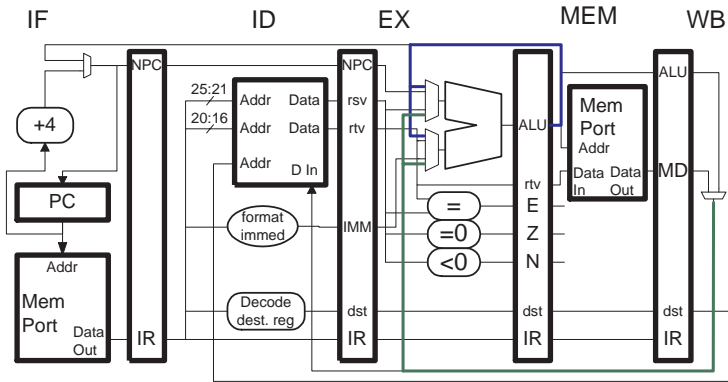 IF ID EX MEM WB
NPC
NPC
ALU
+4
25:21
Addr Data
rsv
20:16
Addr Data
rtv
Addr
D In
ALU
Mem
Port
Addr
Data
In
Data
Out
MD
rtv
PC
=
E
format
immed
IMM
=0
Z
<0
N
Addr
Mem
Port
Data
Out
Decode
dest. reg
dst
dst
dst
IR
IR
IR
IR